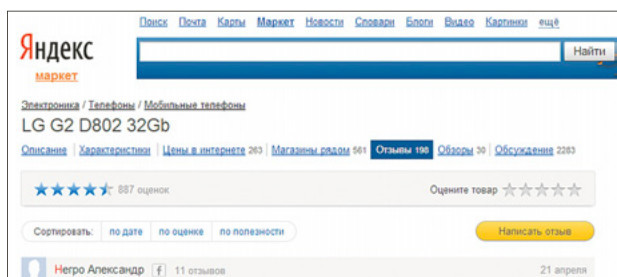 Поиск Почта Карты Маркет Новости Словари Блоги Видео Картинки ещё
Яндекс
Найти
маркет
Электроника / Телефоны / Мобильные телефоны
LG G2 D802 32Gb
Описание Характеристики Цены в интернете 263 Магазины рядом 561 Отзывы 190 Обзоры 30 Обсуждение 2283
887 оценок Оцените товар
Сортировать: по дате по оценке по полезности Написать отзыв
Негро Александр f 11 отзывов 21 апреля